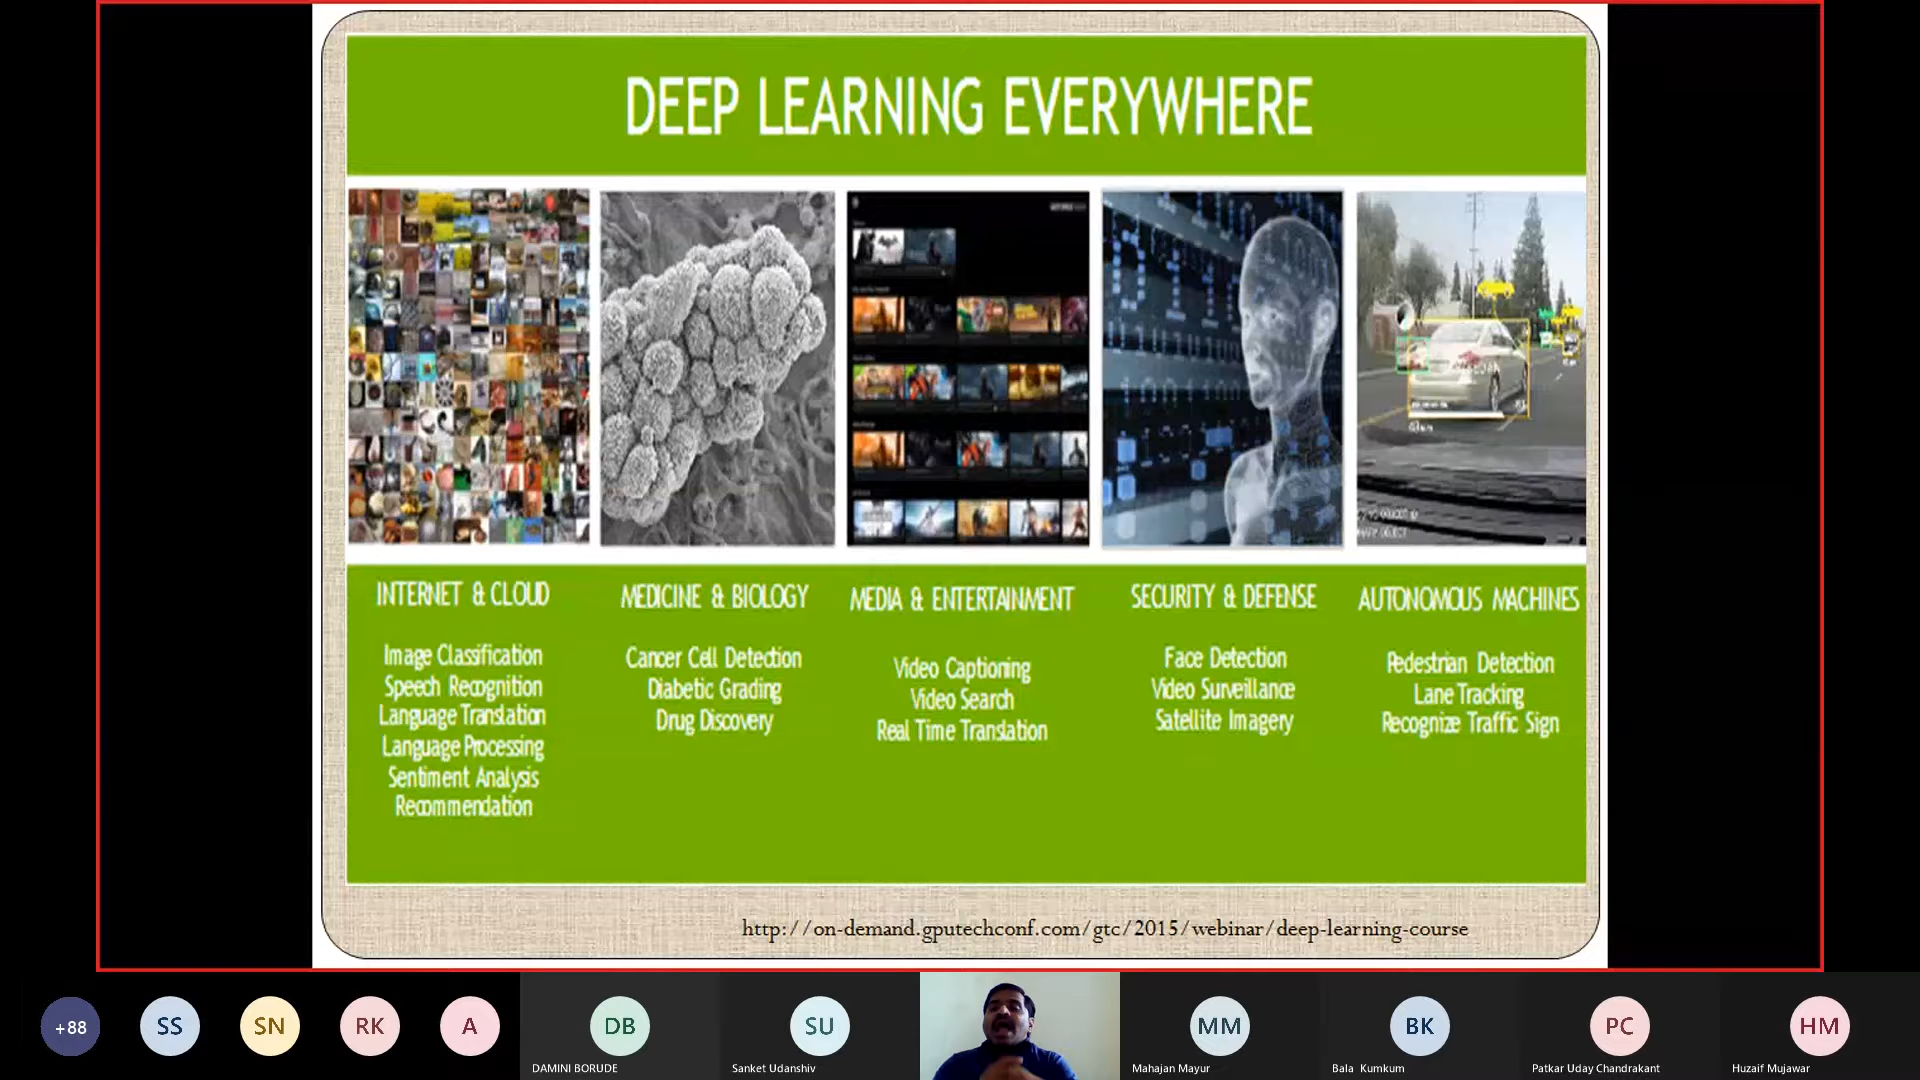 DEEP LEARNING EVERYWHERE
INTERNET & CLOUD
Image Classification
Speech Recognition
Language Translation
Language Processing
Sentiment Analysis
Recommendation
MEDICINE & BIOLOGY
Cancer Cell Detection
Diabetic Grading
Drug Discovery
MEDIA & ENTERTAINMENT
Video Captioning
Video Search
Real Time Translation
SECURITY & DEFENSE
Face Detection
Video Surveillance
Satellite Imagery
AUTONOMOUS MACHINES
Pedestrian Detection
Lane Tracking
Recognize Traffic Sign
http://on-demand.gputechconf.com/gtc/2015/webinar/deep-learning-course
+88
SS
SN
RK
A
DB
DAMINI BORUDE
SU
Sanket Udanshiv
MM
Mahajan Mayur
BK
Bala Kumkum
PC
Patkar Uday Chandrakant
HM
Huzaif Mujawar